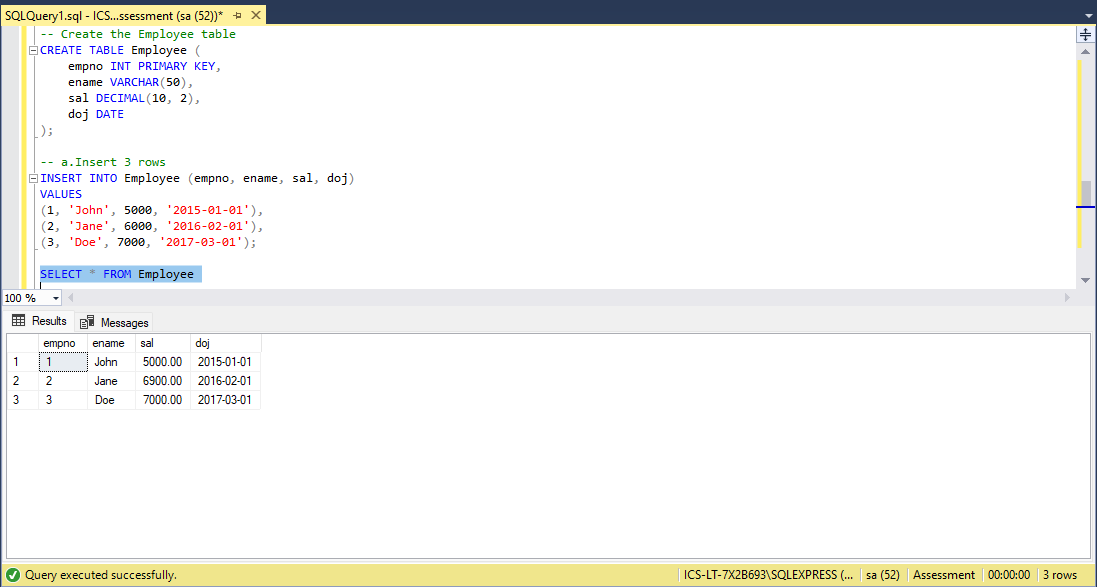 SQLQuery1.sql - ICS...ssessment (sa (52))*
-- Create the Employee table
CREATE TABLE Employee (
empno INT PRIMARY KEY,
ename VARCHAR(50),
sal DECIMAL(10, 2),
doj DATE
);
-- a.Insert 3 rows
INSERT INTO Employee (empno, ename, sal, doj)
VALUES
(1, 'John', 5000, '2015-01-01'),
(2, 'Jane', 6000, '2016-02-01'),
(3, 'Doe', 7000, '2017-03-01');
SELECT * FROM Employee
100 %
Results Messages
empno ename sal doj
1 1 John 5000.00 2015-01-01
2 2 Jane 6900.00 2016-02-01
3 3 Doe 7000.00 2017-03-01
Query executed successfully. ICS-LT-7X2B693\SQLEXPRESS (... sa (52) Assessment 00:00:00 3 rows